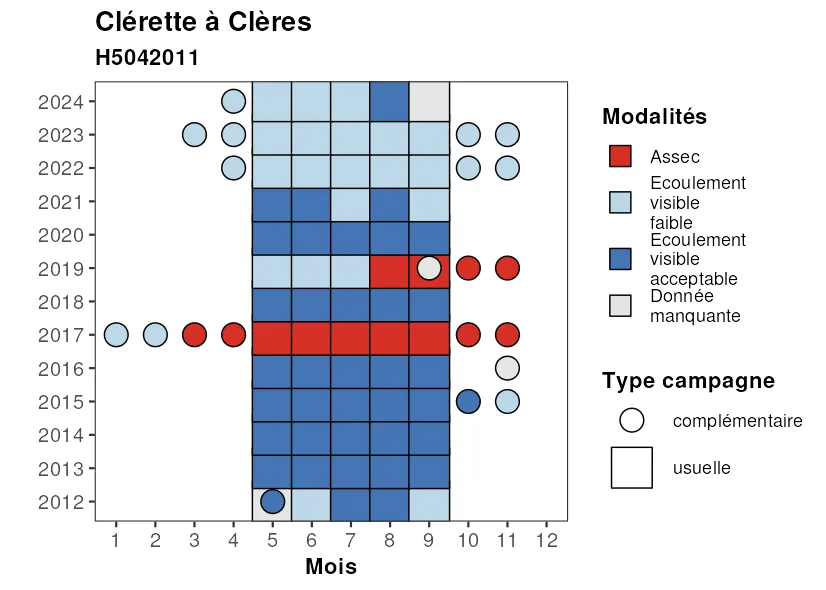 Clérette à Clères
H5042011
2024
2023
2022
2021
2020
2019
2018
2017
2016
2015
2014
2013
2012
1 2 3 4 5 6 7 8 9 10 11 12
Mois
Modalités
Assec
Ecoulement
visible
faible
Ecoulement
visible
acceptable
Donnée
manquante
Type campagne
complémentaire
usuelle